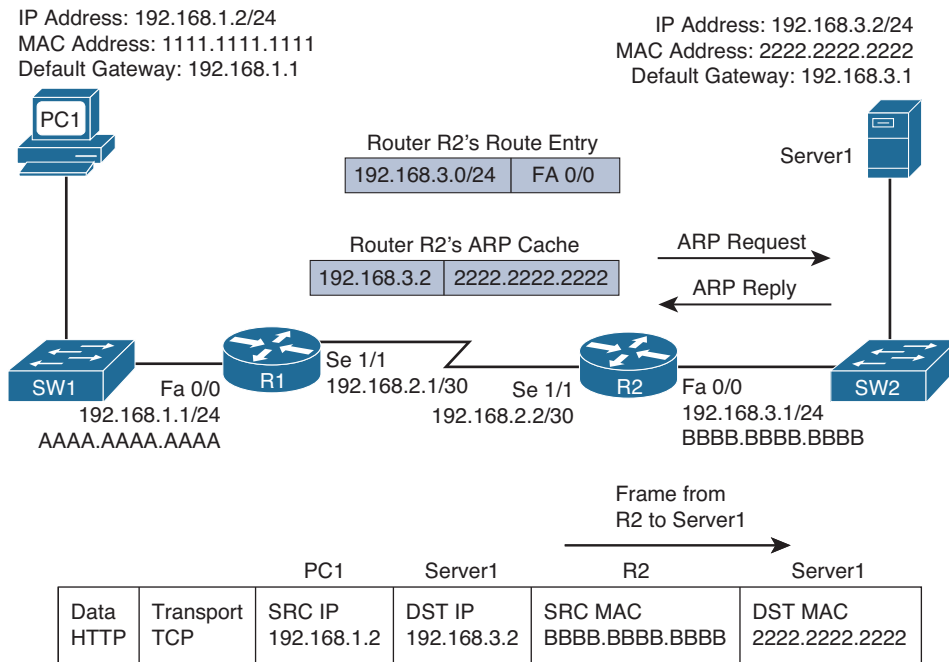 IP Address: 192.168.1.2/24
MAC Address: 1111.1111.1111
Default Gateway: 192.168.1.1
IP Address: 192.168.3.2/24
MAC Address: 2222.2222.2222
Default Gateway: 192.168.3.1
PC1
Server1
Router R2's Route Entry
192.168.3.0/24 FA 0/0
Router R2's ARP Cache
192.168.3.2 2222.2222.2222
ARP Request
ARP Reply
SW1
Fa 0/0
192.168.1.1/24
AAAA.AAAA.AAAA
R1
Se 1/1
192.168.2.1/30
Se 1/1
192.168.2.2/30
R2
Fa 0/0
192.168.3.1/24
BBBB.BBBB.BBBB
SW2
Frame from
R2 to Server1
PC1 Server1 R2 Server1
Data Transport SRC IP DST IP SRC MAC DST MAC
HTTP TCP 192.168.1.2 192.168.3.2 BBBB.BBBB.BBBB 2222.2222.2222